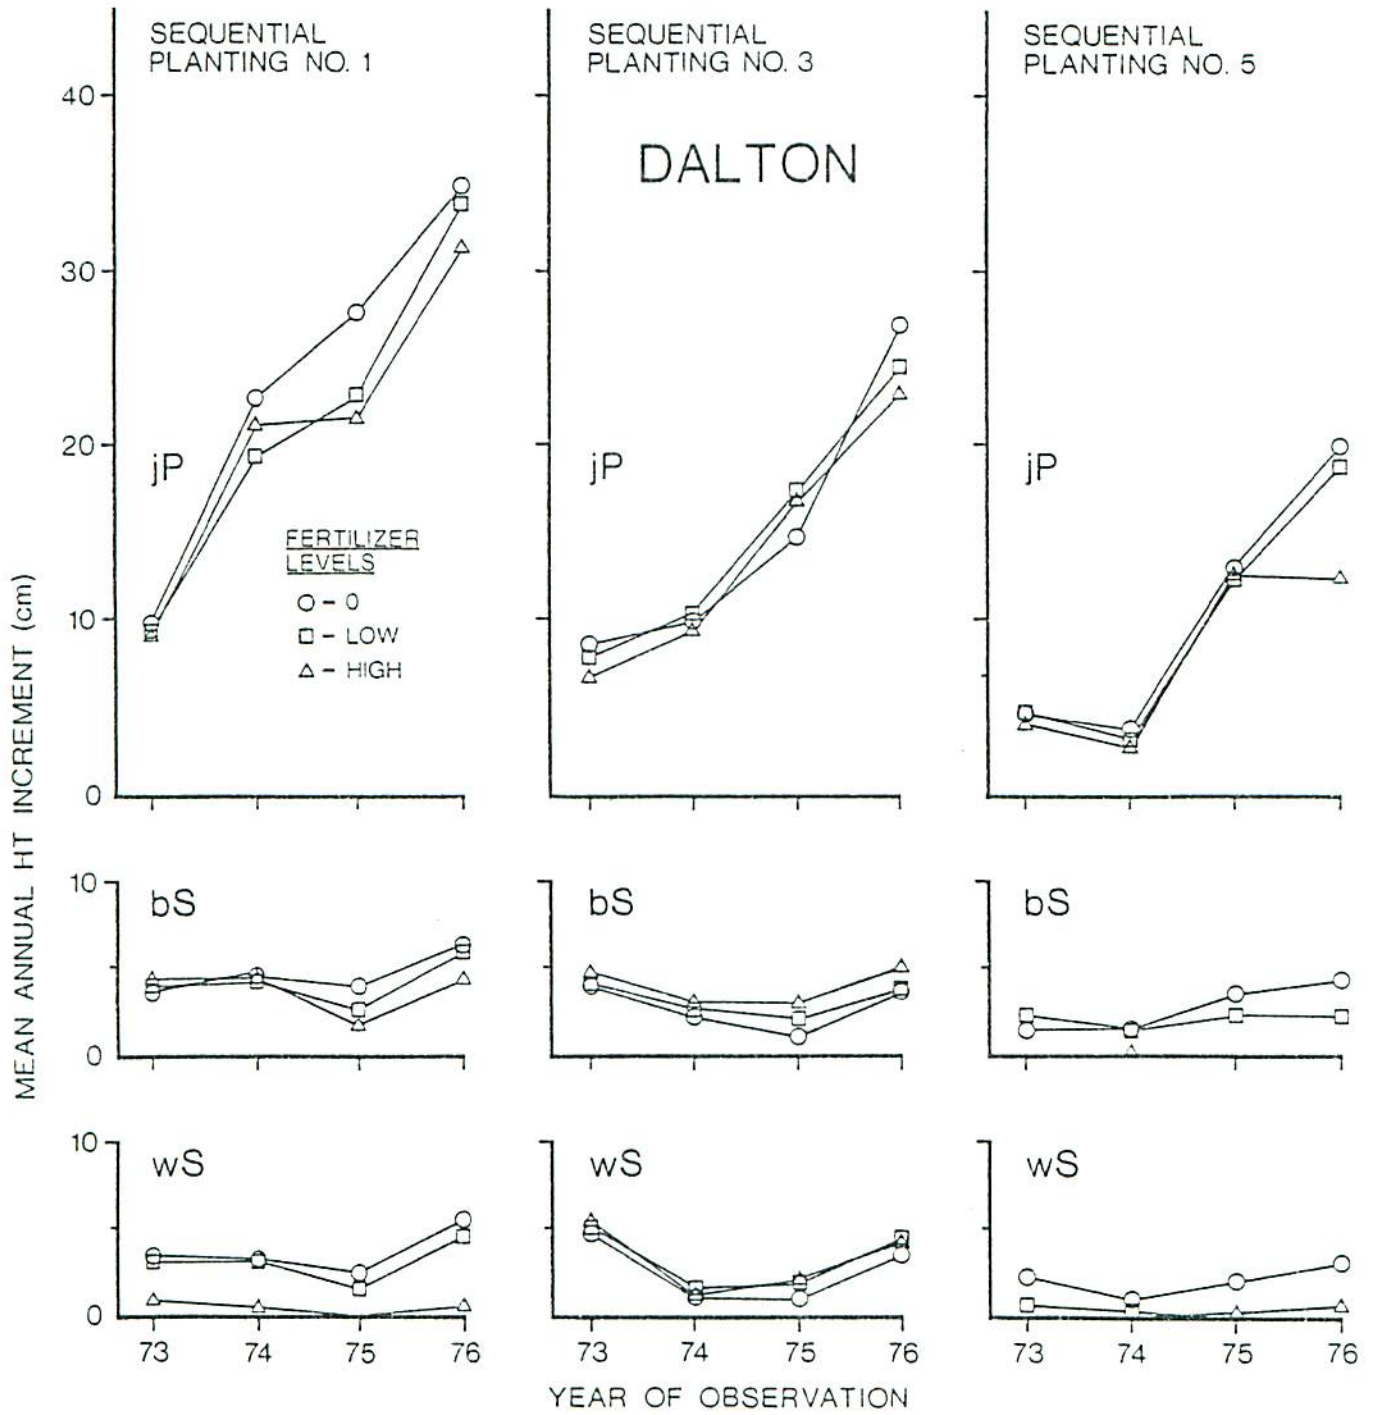 SEQUENTIAL
PLANTING NO. 1
SEQUENTIAL
PLANTING NO. 3
SEQUENTIAL
PLANTING NO. 5
DALTON
40
30
20
10
0
jP
jP
jP
FERTILIZER
LEVELS
○ - 0
□ - LOW
△ - HIGH
MEAN ANNUAL HT INCREMENT (cm)
10
0
bS
bS
bS
10
0
wS
wS
wS
73 74 75 76
73 74 75 76
73 74 75 76
YEAR OF OBSERVATION